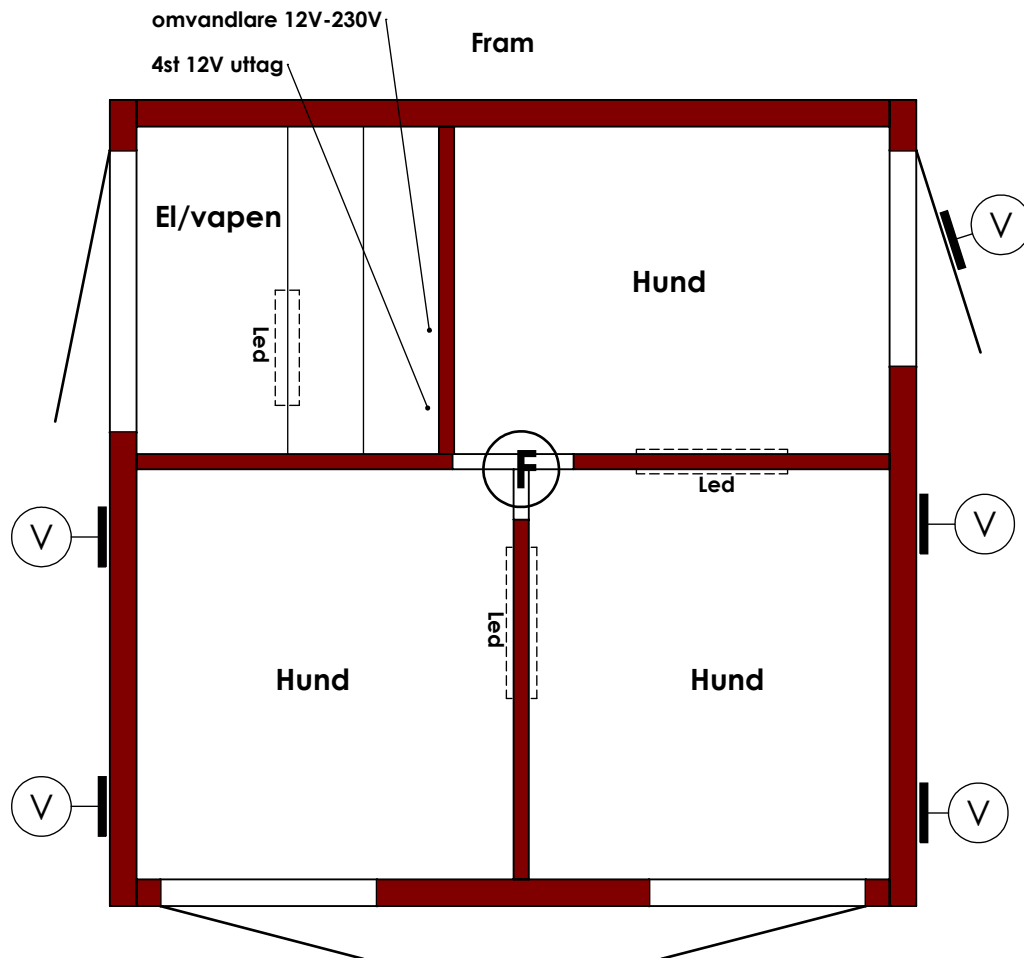 omvandlare 12V-230V
Fram
4st 12V uttag
El/vapen
V
Hund
Led
F
Led
V
V
Led
Hund
Hund
V
V